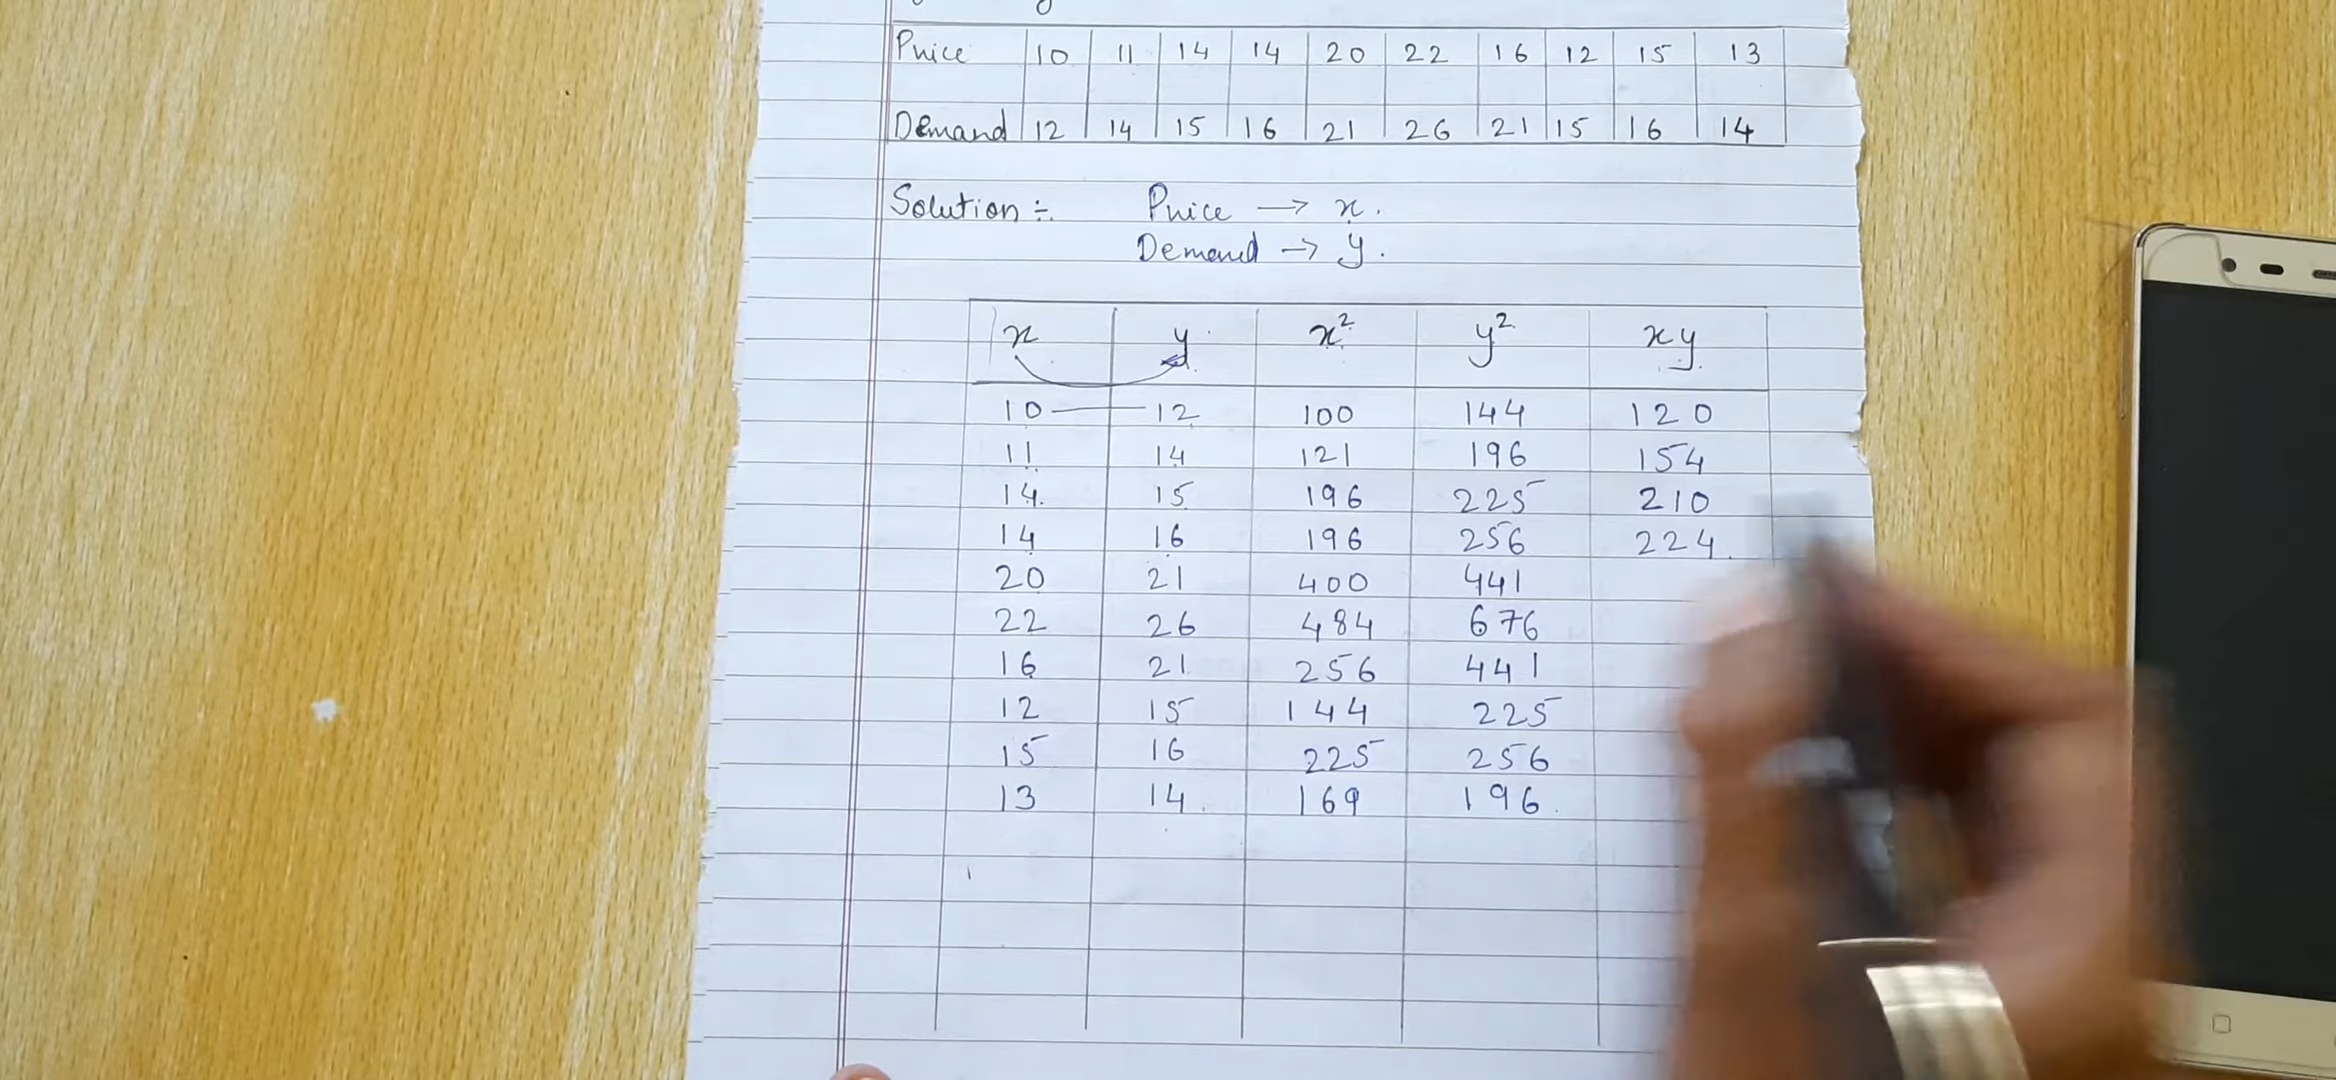 Price 10 11 14 14 20 22 16 12 15 13
Demand 12 14 15 16 21 26 21 15 16 14
Solution ÷ Price → x.
Demand → y.
x y x² y² xy
10 12 100 144 120
11 14 121 196 154
14 15 196 225 210
14 16 196 256 224
20 21 400 441
22 26 484 676
16 21 256 441
12 15 144 225
15 16 225 256
13 14 169 196